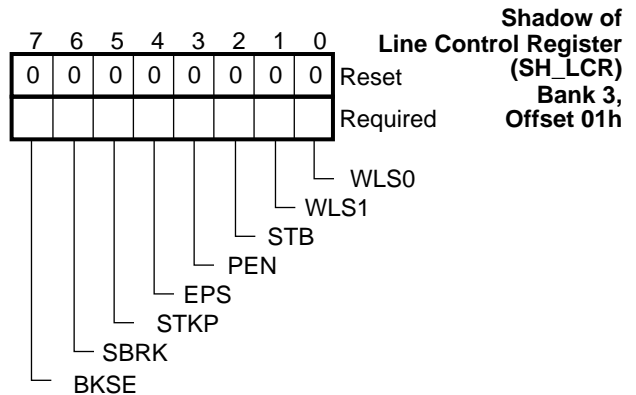 Shadow of
Line Control Register
(SH_LCR)
Bank 3,
Offset 01h
7 6 5 4 3 2 1 0
0 0 0 0 0 0 0 0 Reset
Required
WLS0
WLS1
STB
PEN
EPS
STKP
SBRK
BKSE